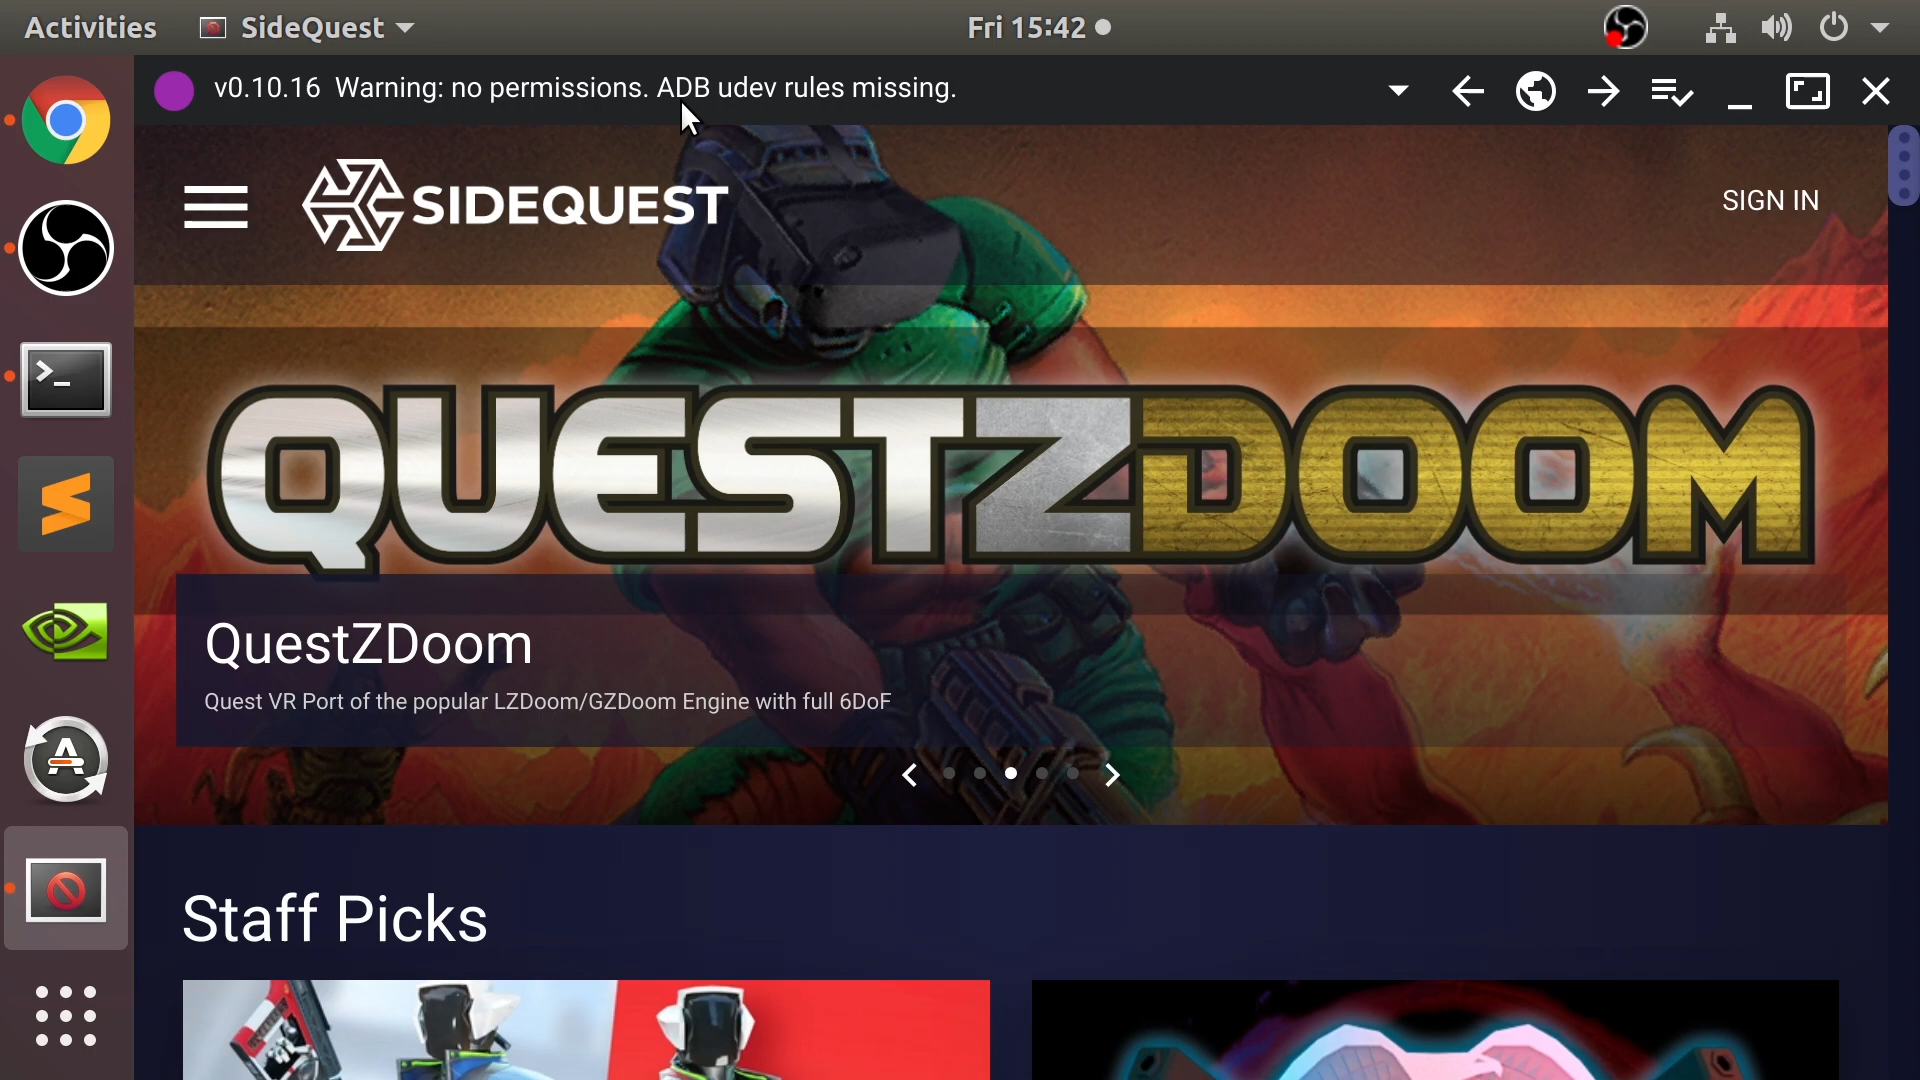 Activities
SideQuest
Fri 15:42
v0.10.16 Warning: no permissions. ADB udev rules missing.
SIDEQUEST
SIGN IN
QUESTZDOOM
QuestZDoom
Quest VR Port of the popular LZDoom/GZDoom Engine with full 6DoF
Staff Picks